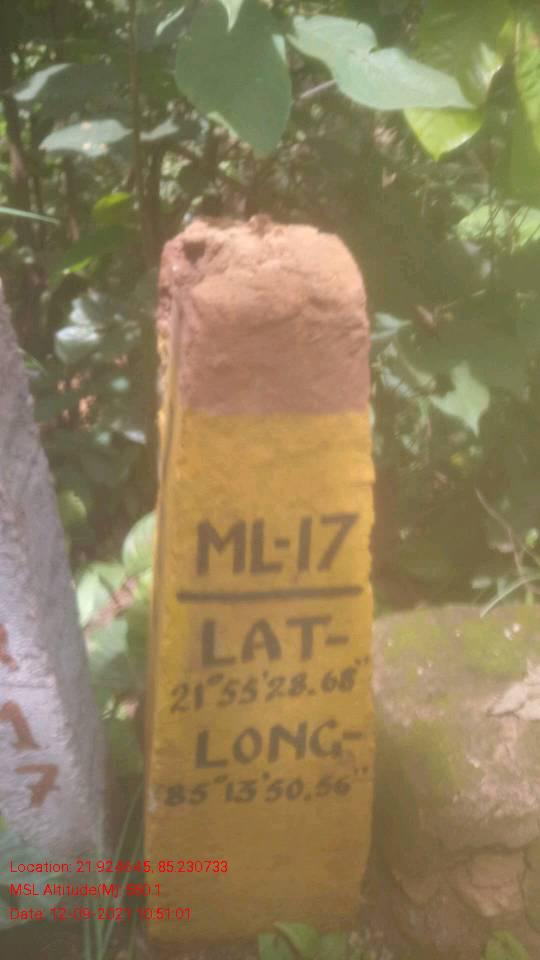 ML-17
LAT-
21°55'28.68"
LONG-
85°13'50.56"
7
Location: 21.924645, 85.230733
MSL Altitude(M): 560.1
Date: 12-09-2021 10:51:01